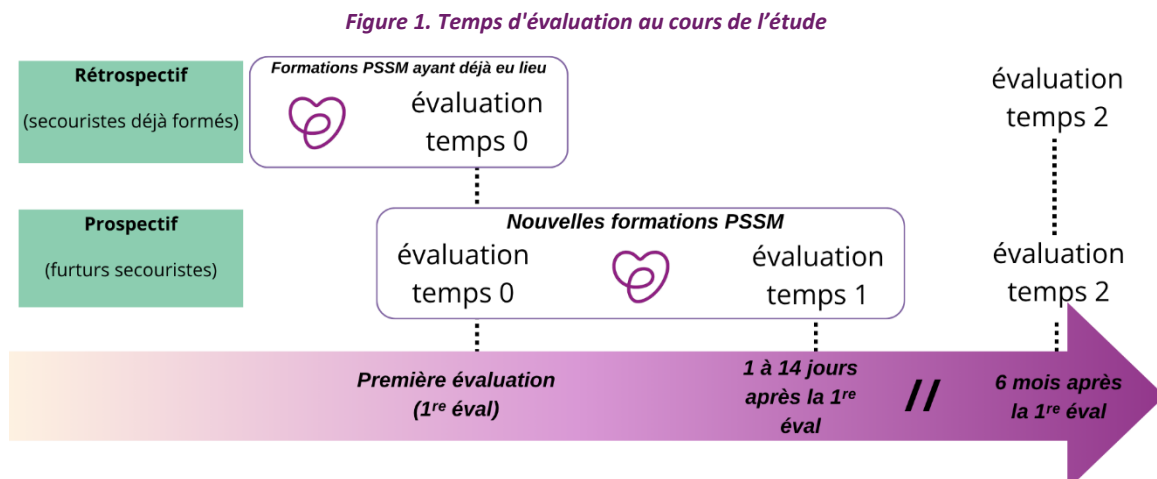 Figure 1. Temps d'évaluation au cours de l’étude
Rétrospectif
(secouristes déjà formés)
Formations PSSM ayant déjà eu lieu
évaluation
temps 0
évaluation
temps 2
Prospectif
(furturs secouristes)
Nouvelles formations PSSM
évaluation
temps 0
évaluation
temps 1
évaluation
temps 2
Première évaluation
(1re éval)
1 à 14 jours
après la 1re
éval
//
6 mois après
la 1re éval